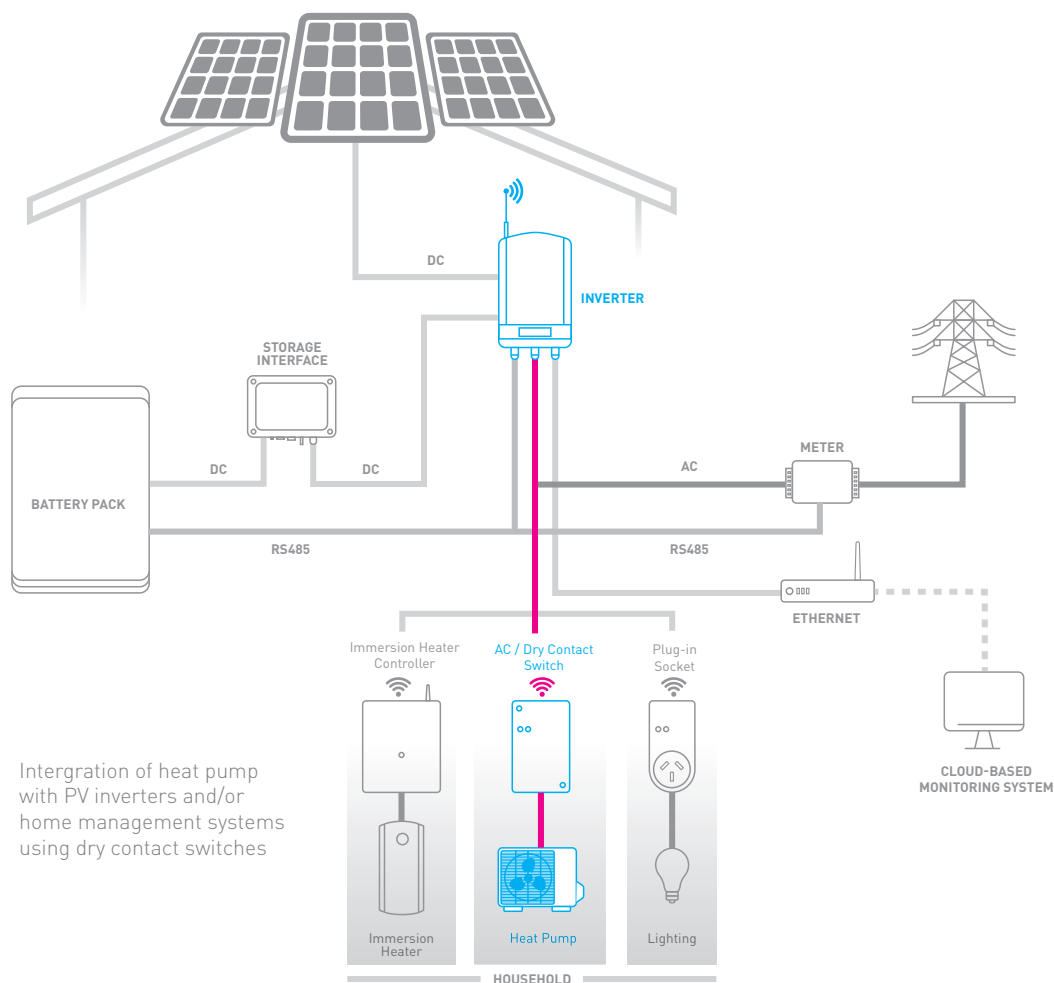 DC
INVERTER
STORAGE
INTERFACE
METER
DC
DC
AC
BATTERY PACK
RS485
RS485
ETHERNET
Immersion Heater
Controller
AC / Dry Contact
Switch
Plug-in
Socket
CLOUD-BASED
MONITORING SYSTEM
Intergration of heat pump
with PV inverters and/or
home management systems
using dry contact switches
Immersion
Heater
Heat Pump
Lighting
HOUSEHOLD